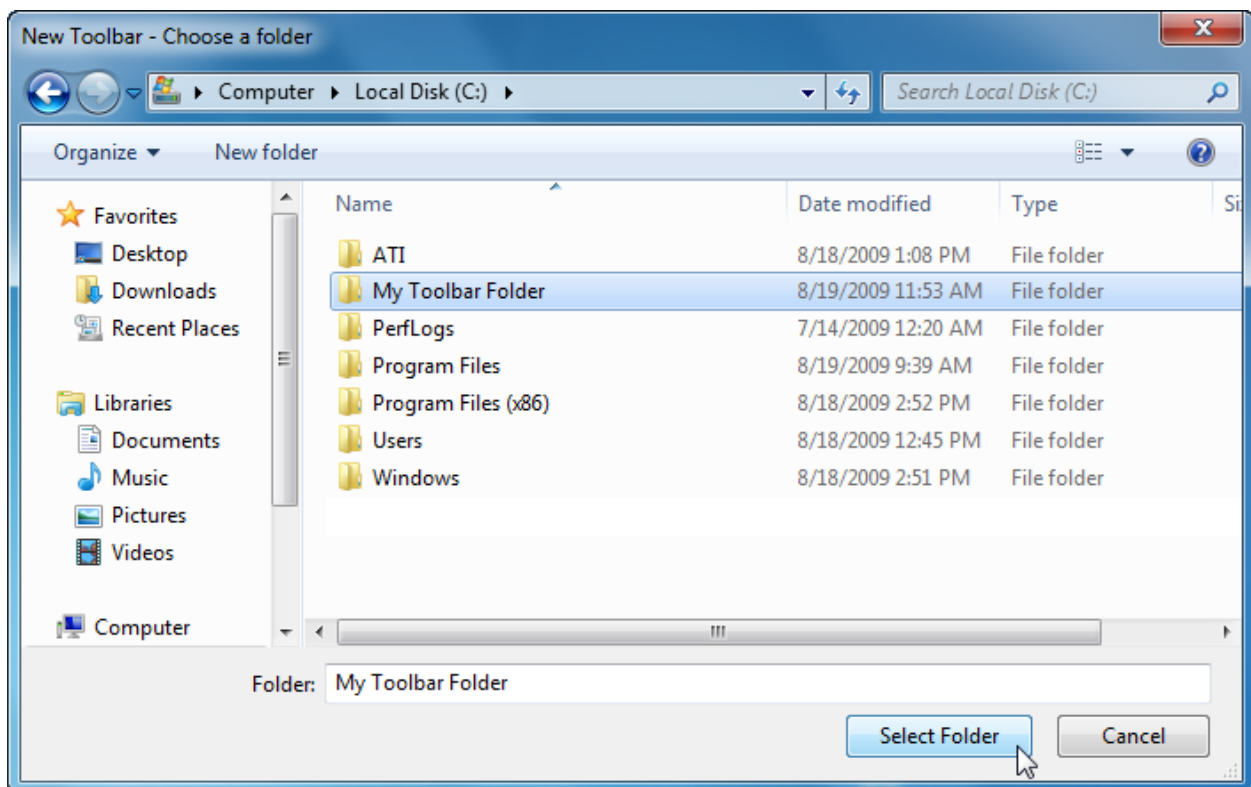 New Toolbar - Choose a folder
Computer Local Disk (C:) Search Local Disk (C:)
Organize New folder
Name Date modified Type
Favorites
Desktop
Downloads
Recent Places
Libraries
Documents
Music
Pictures
Videos
Computer
ATI 8/18/2009 1:08 PM File folder
My Toolbar Folder 8/19/2009 11:53 AM File folder
PerfLogs 7/14/2009 12:20 AM File folder
Program Files 8/19/2009 9:39 AM File folder
Program Files (x86) 8/18/2009 2:52 PM File folder
Users 8/18/2009 12:45 PM File folder
Windows 8/18/2009 2:51 PM File folder
Folder: My Toolbar Folder
Select Folder Cancel